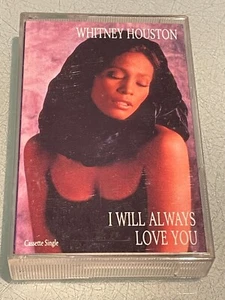 WHITNEY HOUSTON
I WILL ALWAYS
LOVE YOU
Cassette Single